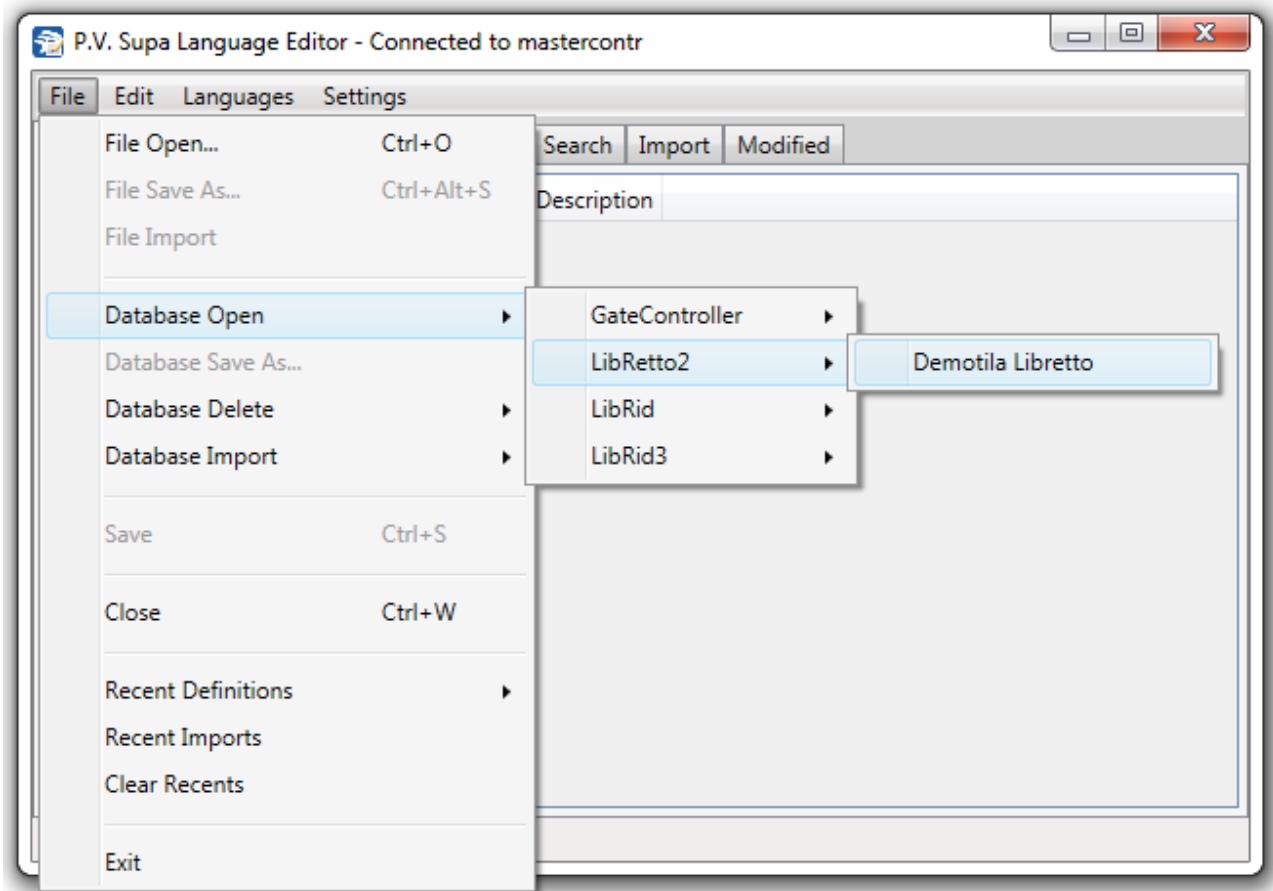 P.V. Supa Language Editor - Connected to mastercontr
File Edit Languages Settings
File Open... Ctrl+O
Search Import Modified
File Save As... Ctrl+Alt+S
Description
File Import
Database Open
GateController
Database Save As...
LibRetto2
Demotila Libretto
Database Delete
LibRid
Database Import
LibRid3
Save Ctrl+S
Close Ctrl+W
Recent Definitions
Recent Imports
Clear Recents
Exit